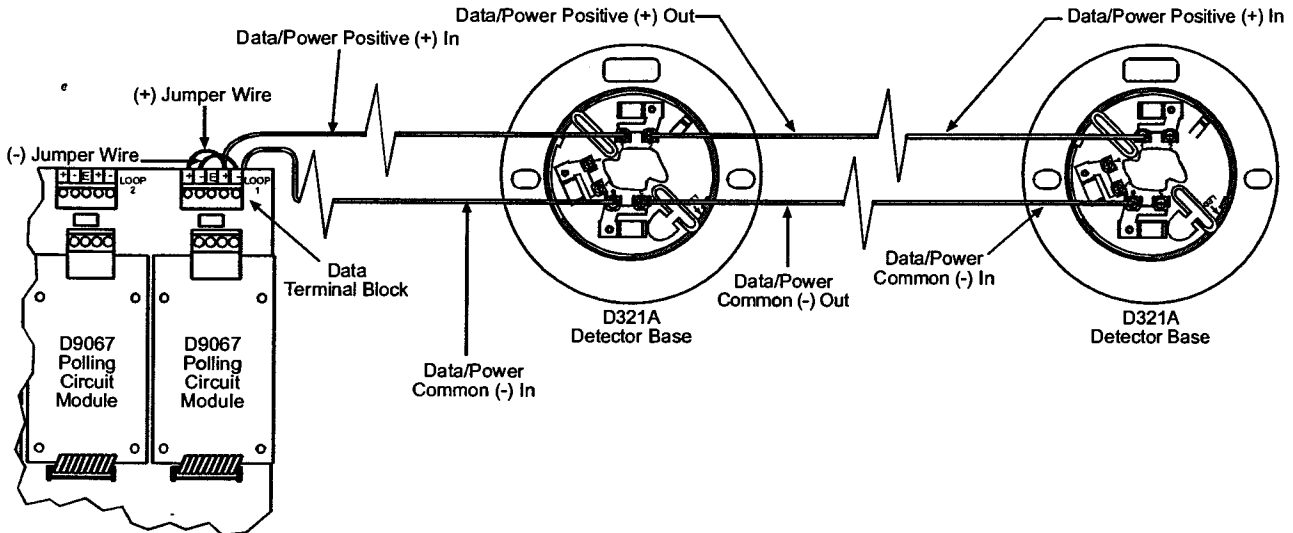 Data/Power Positive (+) Out
Data/Power Positive (+) In
Data/Power Positive (+) In
e
(+) Jumper Wire
(-) Jumper Wire
+ - E + -
LOOP
2
+ - E + -
LOOP
1
Data
Terminal Block
Data/Power
Common (-) Out
Data/Power
Common (-) In
D9067
Polling
Circuit
Module
D9067
Polling
Circuit
Module
D321A
Detector Base
D321A
Detector Base
Data/Power
Common (-) In